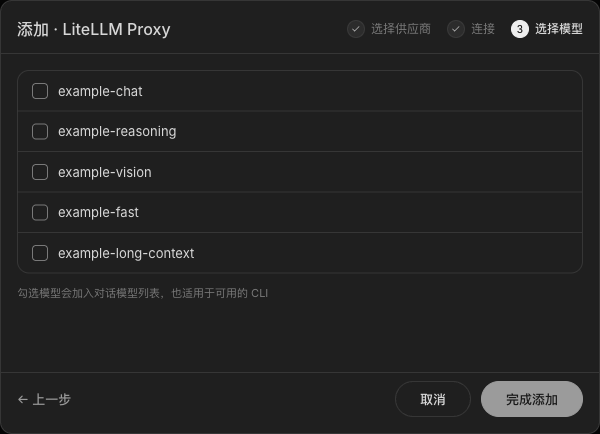 添加 · LiteLLM Proxy
选择供应商
连接
3 选择模型
example-chat
example-reasoning
example-vision
example-fast
example-long-context
勾选模型会加入对话模型列表，也适用于可用的 CLI
← 上一步
取消
完成添加